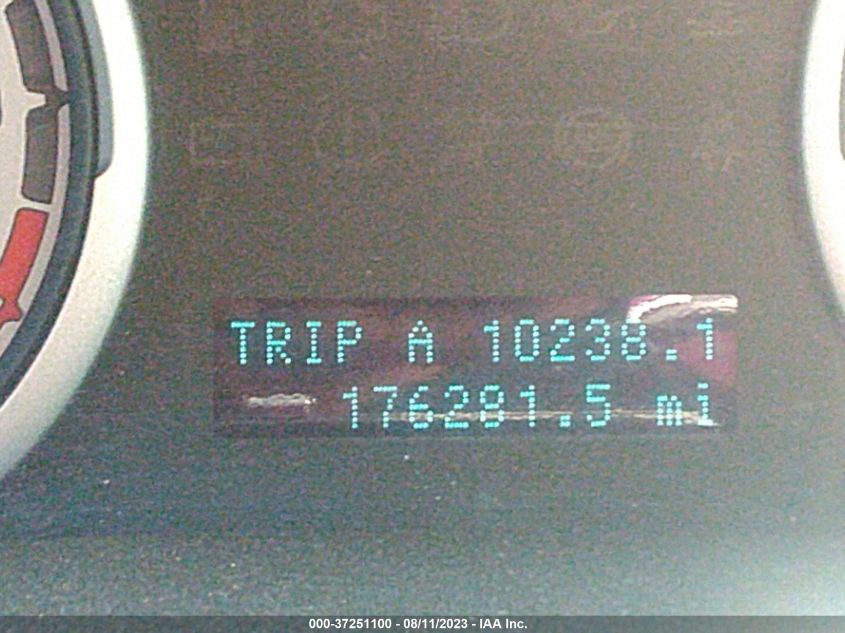 TRIP A 10238.1
176281.5 mi
000-37251100 - 08/11/2023 - IAA Inc.